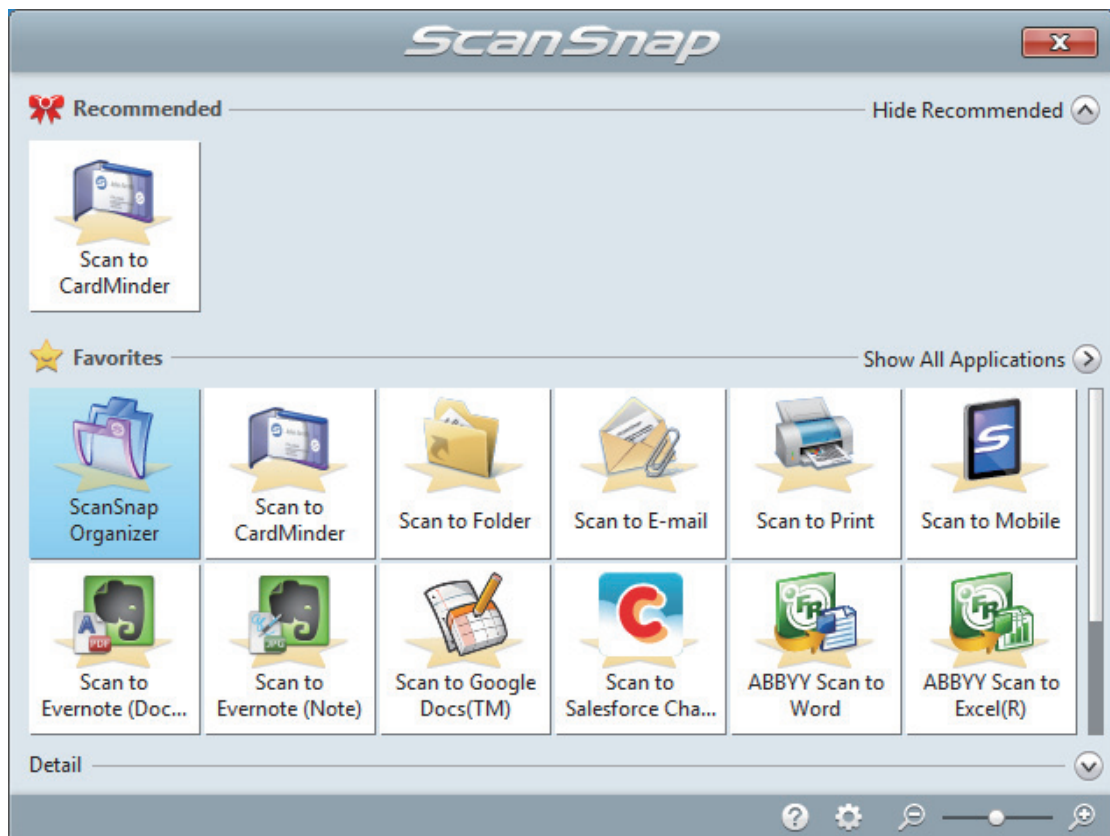 ScanSnap
Recommended
Hide Recommended
Scan to
CardMinder
Favorites
Show All Applications
ScanSnap
Organizer
Scan to
CardMinder
Scan to Folder
Scan to E-mail
Scan to Print
Scan to Mobile
Scan to
Evernote (Doc...
Scan to
Evernote (Note)
Scan to Google
Docs(TM)
Scan to
Salesforce Cha...
ABBYY Scan to
Word
ABBYY Scan to
Excel(R)
Detail